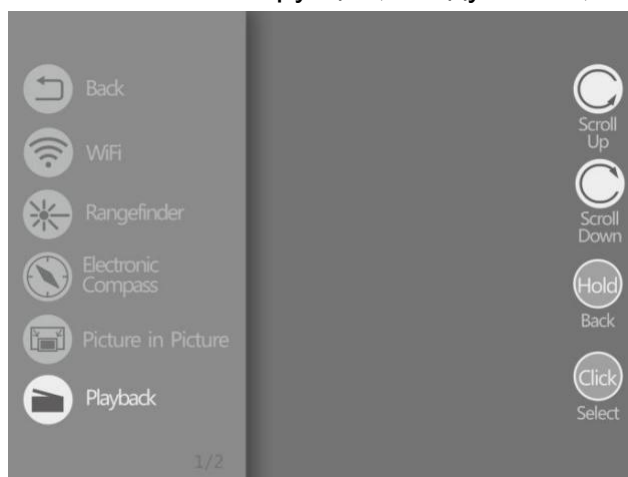 Back
WiFi
Rangefinder
Electronic
Compass
Picture in Picture
Playback
1/2
Scroll
Up
Scroll
Down
Hold
Back
Click
Select